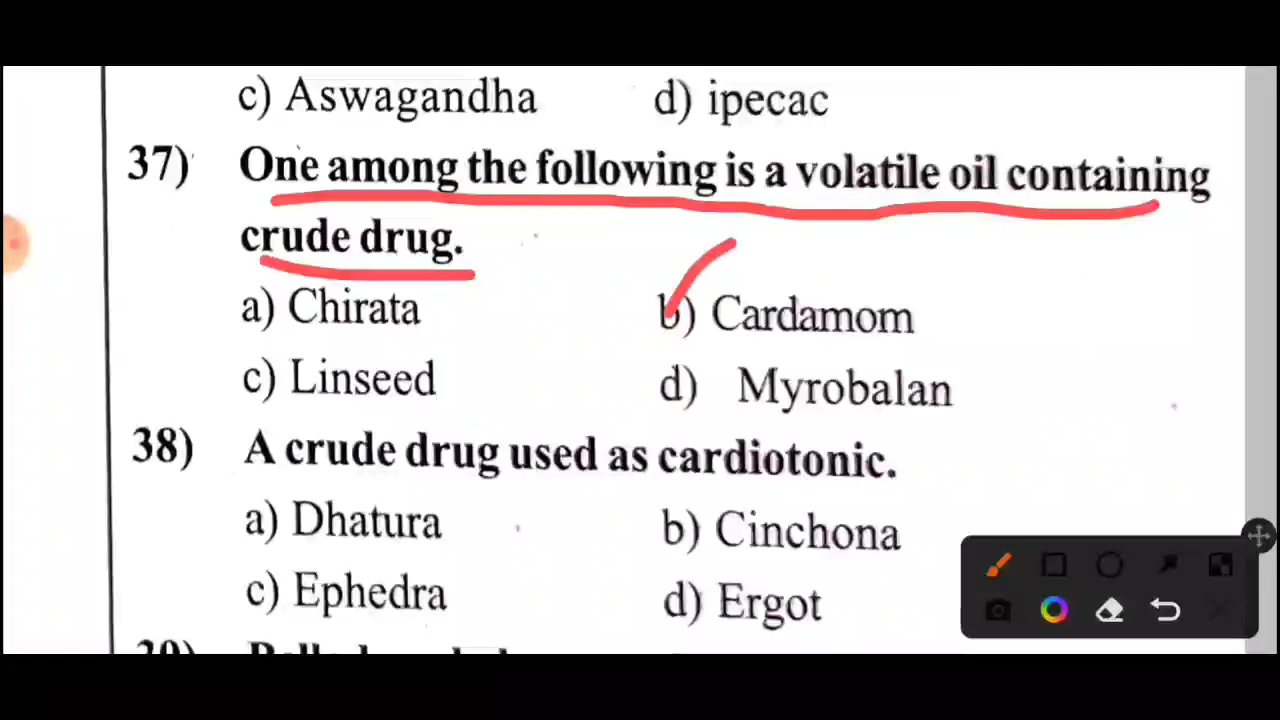 c) Aswagandha d) ipecac
37) One among the following is a volatile oil containing
crude drug.
a) Chirata b) Cardamom
c) Linseed d) Myrobalan
38) A crude drug used as cardiotonic.
a) Dhatura b) Cinchona
c) Ephedra d) Ergot